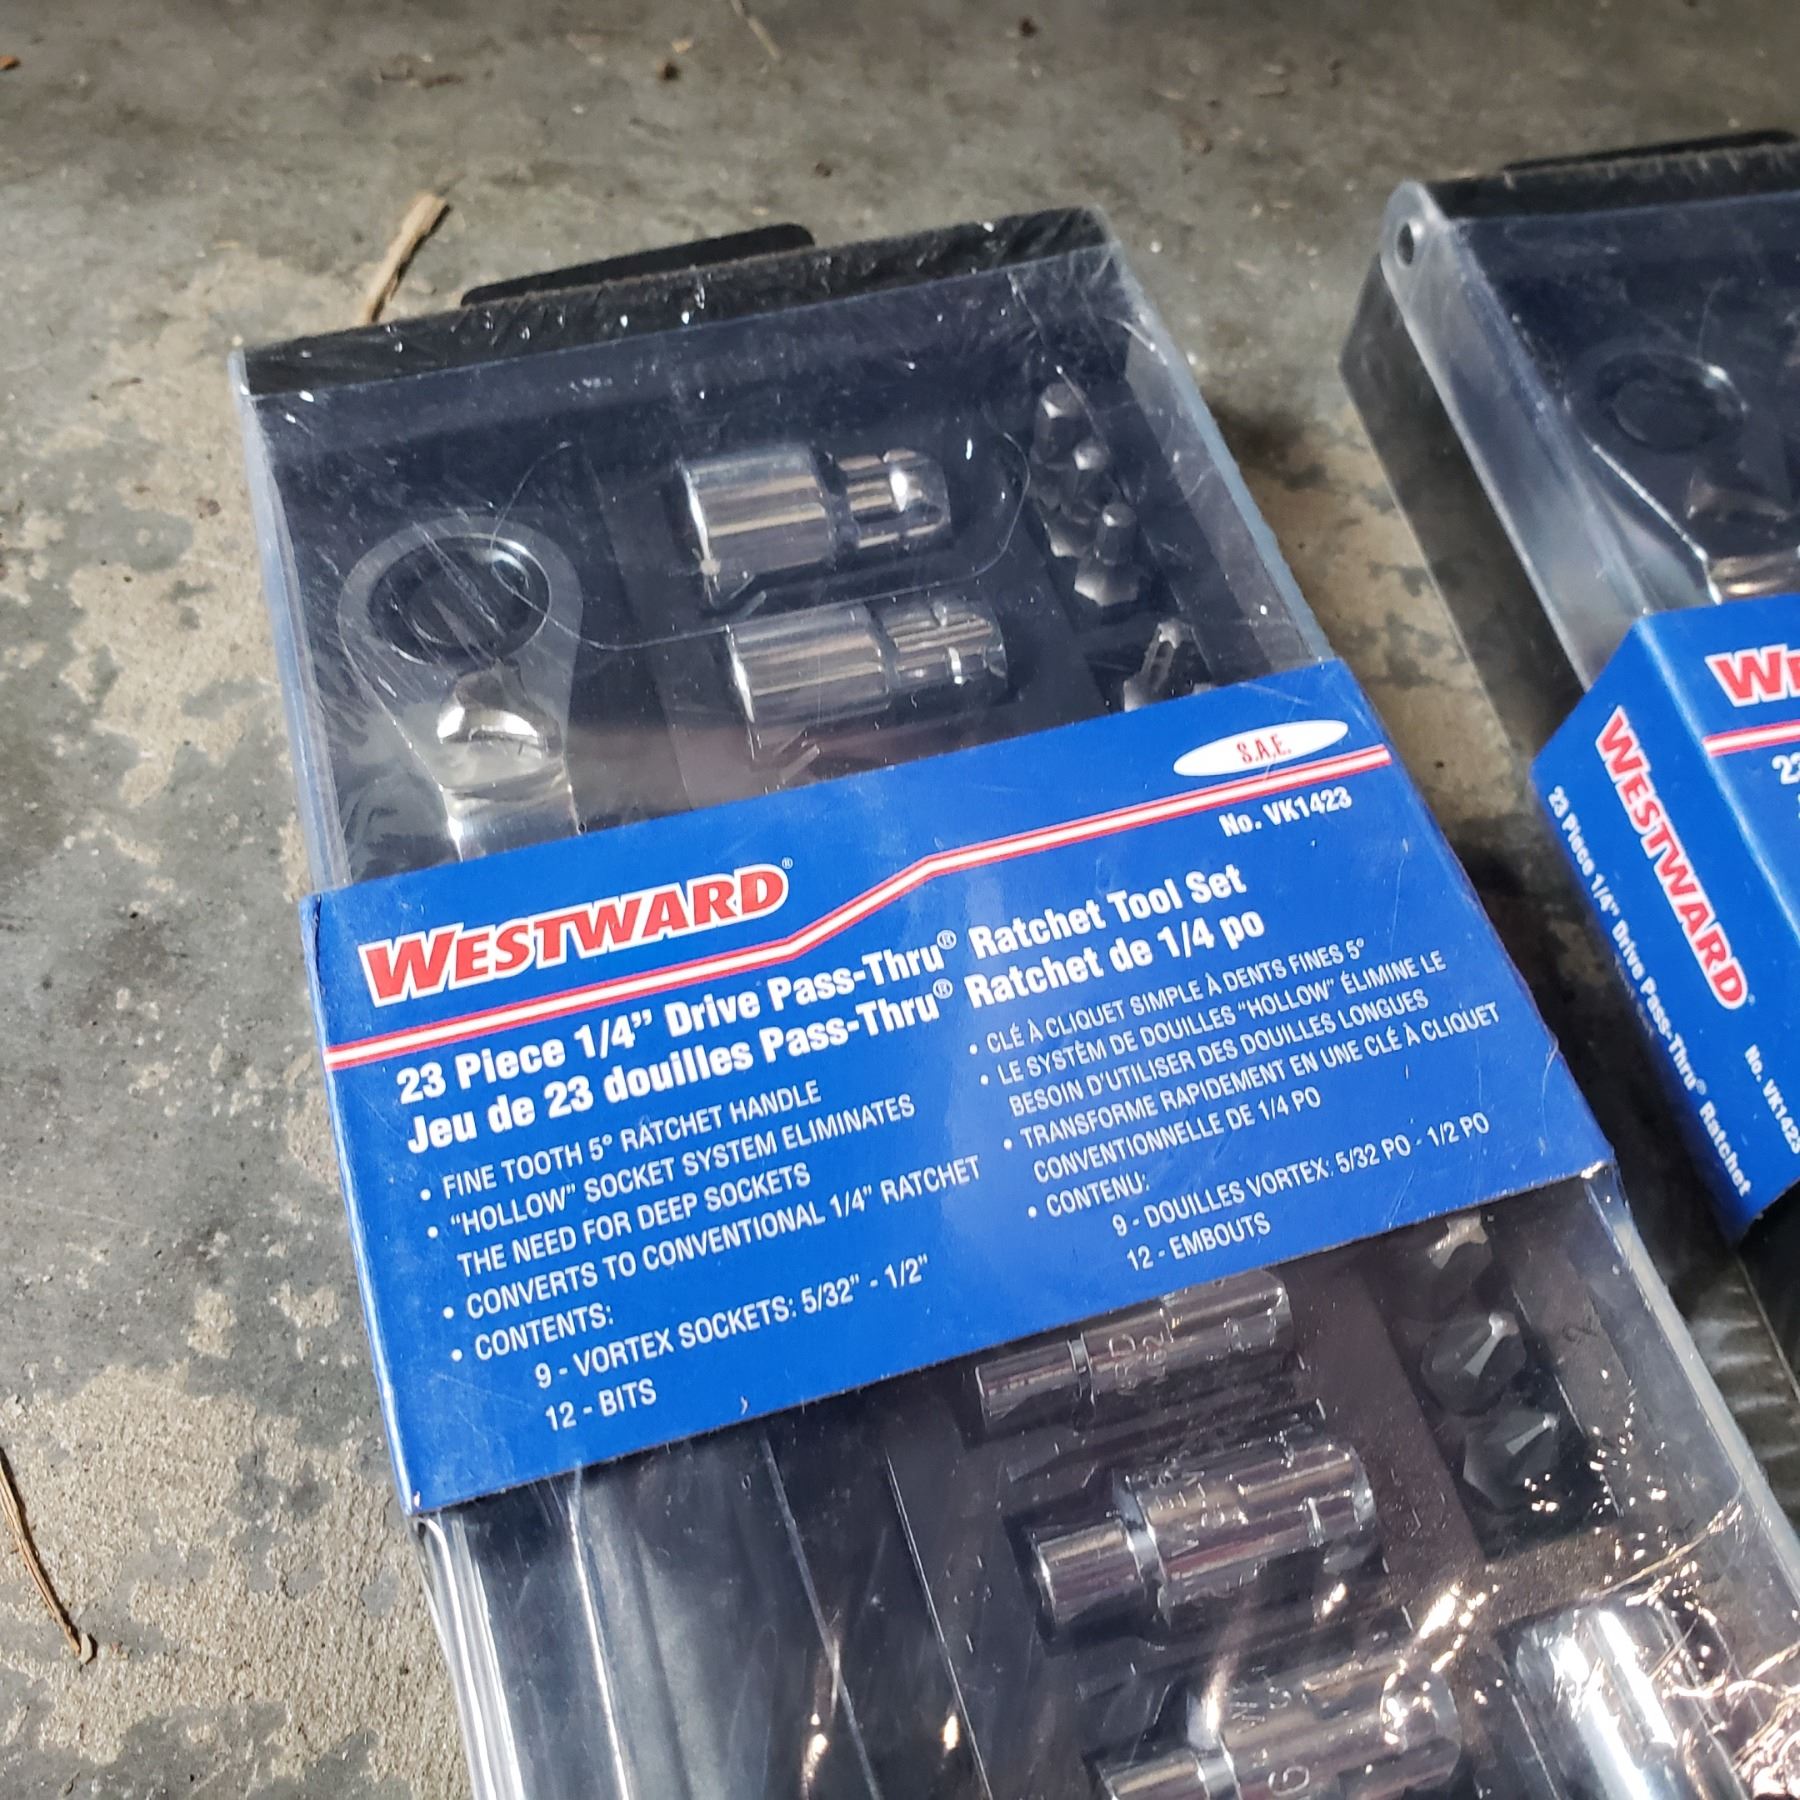 S.A.E.
No. VK1423
WESTWARD®
23 Piece 1/4” Drive Pass-Thru® Ratchet Tool Set
Jeu de 23 douilles Pass-Thru® Ratchet de 1/4 po
• FINE TOOTH 5° RATCHET HANDLE
• “HOLLOW” SOCKET SYSTEM ELIMINATES
THE NEED FOR DEEP SOCKETS
• CONVERTS TO CONVENTIONAL 1/4” RATCHET
• CONTENTS:
9 - VORTEX SOCKETS: 5/32” - 1/2”
12 - BITS
• CLÉ À CLIQUET SIMPLE À DENTS FINES 5°
• LE SYSTÈM DE DOUILLES “HOLLOW” ÉLIMINE LE
BESOIN D’UTILISER DES DOUILLES LONGUES
• TRANSFORME RAPIDEMENT EN UNE CLÉ À CLIQUET
CONVENTIONNELLE DE 1/4 PO
• CONTENU:
9 - DOUILLES VORTEX: 5/32 PO - 1/2 PO
12 - EMBOUTS
WESTWARD®
23 Piece 1/4” Drive Pass-Thru® Ratchet
No. VK1423